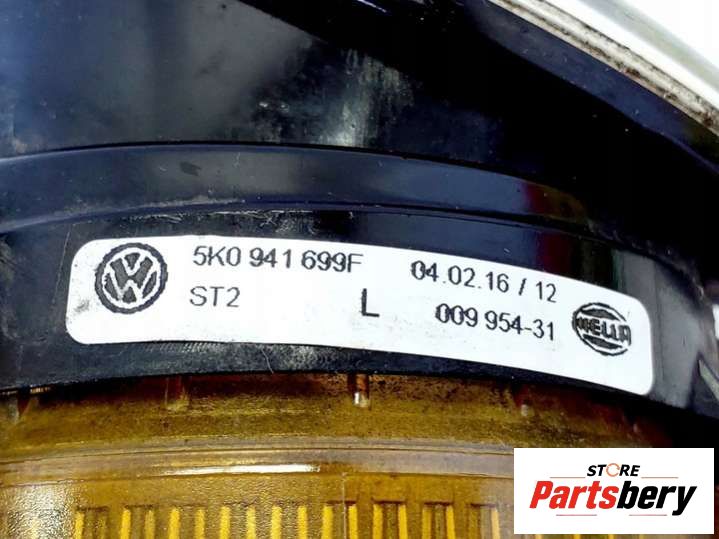 5K0 941 699F 04.02.16 / 12
ST2 L 009 954-31
HELLA
STORE
Partsbery